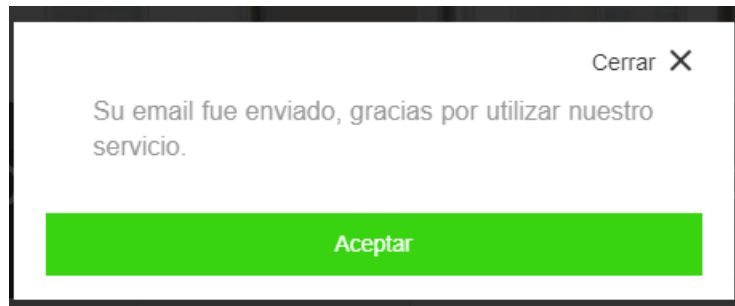 Cerrar
Su email fue enviado, gracias por utilizar nuestro
servicio.
Aceptar